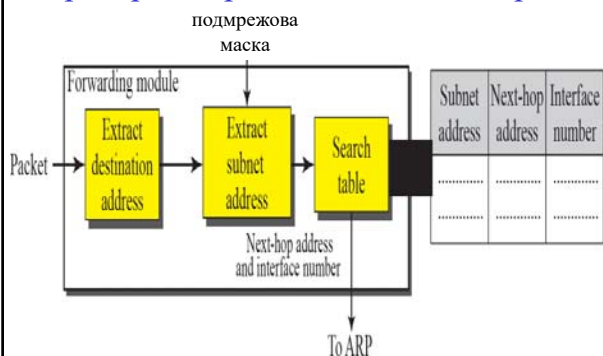 подмрежова
маска
Forwarding module
Packet
Extract
destination
address
Extract
subnet
address
Search
table
Next-hop address
and interface number
To ARP
Subnet
address
Next-hop
address
Interface
number
............. ............. .............
............. ............. .............